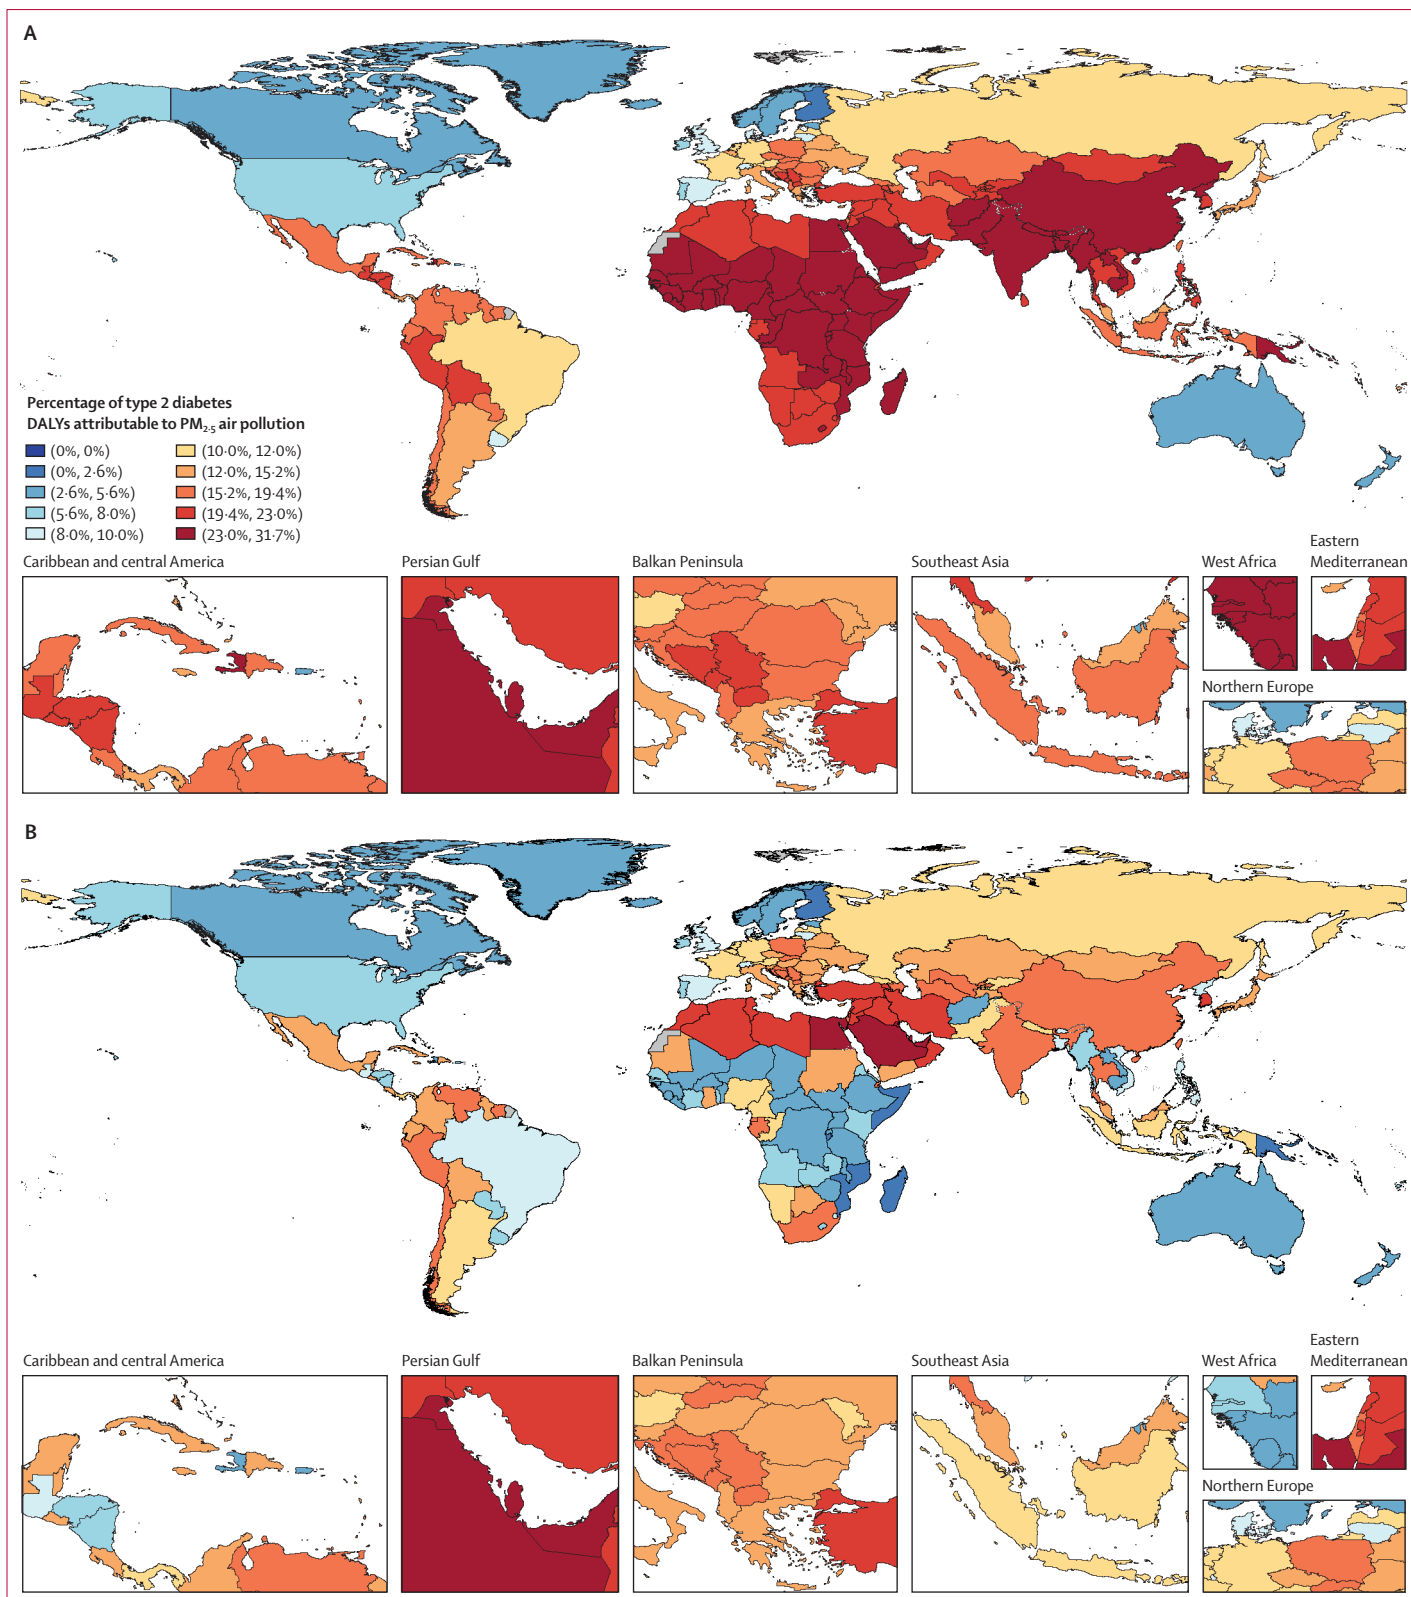 A
Percentage of type 2 diabetes
DALYs attributable to PM2·5 air pollution
(0%, 0%)
(0%, 2·6%)
(2·6%, 5·6%)
(5·6%, 8·0%)
(8·0%, 10·0%)
(10·0%, 12·0%)
(12·0%, 15·2%)
(15·2%, 19·4%)
(19·4%, 23·0%)
(23·0%, 31·7%)
Caribbean and central America
Persian Gulf
Balkan Peninsula
Southeast Asia
West Africa
Eastern
Mediterranean
Northern Europe
B
Caribbean and central America
Persian Gulf
Balkan Peninsula
Southeast Asia
West Africa
Eastern
Mediterranean
Northern Europe